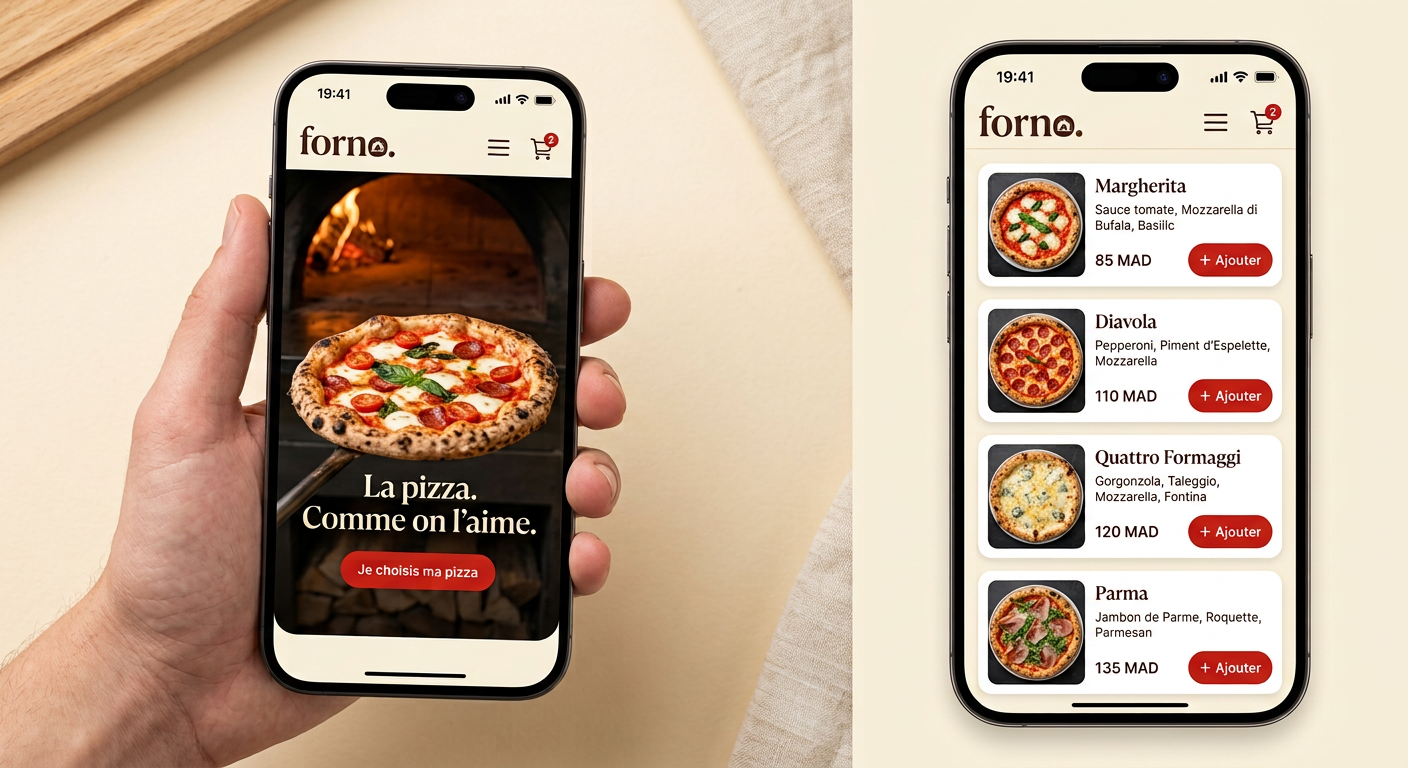 19:41
forno.
2
La pizza.
Comme on l'aime.
Je choisis ma pizza
19:41
forno.
2
Margherita
Sauce tomate, Mozzarella di
Bufala, Basillc
85 MAD
+ Ajouter
Diavola
Pepperoni, Piment d'Espelette,
Mozzarella
110 MAD
+ Ajouter
Quattro Formaggi
Gorgonzola, Taleggio,
Mozzarella, Fontina
120 MAD
+ Ajouter
Parma
Jambon de Parme, Roquette,
Parmesan
135 MAD
+ Ajouter